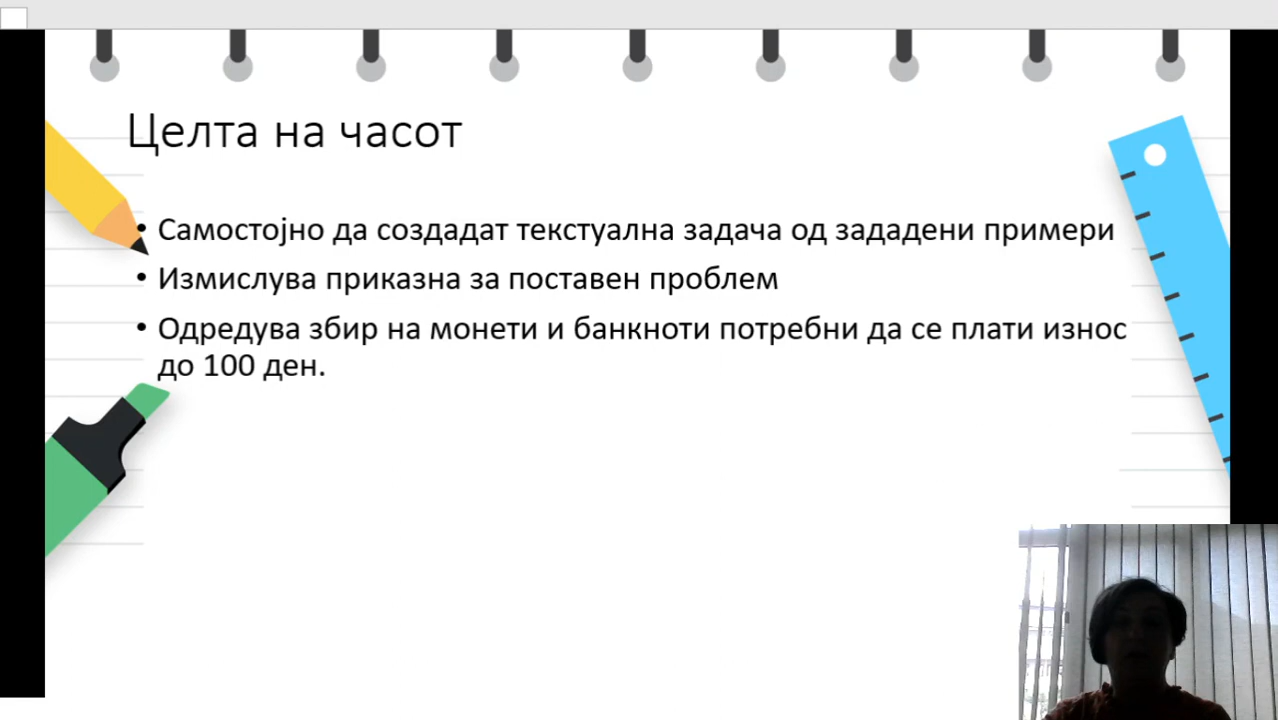 Целта на часот
• Самостојно да создадат текстуална задача од зададени примери
• Измислува приказна за поставен проблем
• Одредува збир на монети и банкноти потребни да се плати износ
до 100 ден.